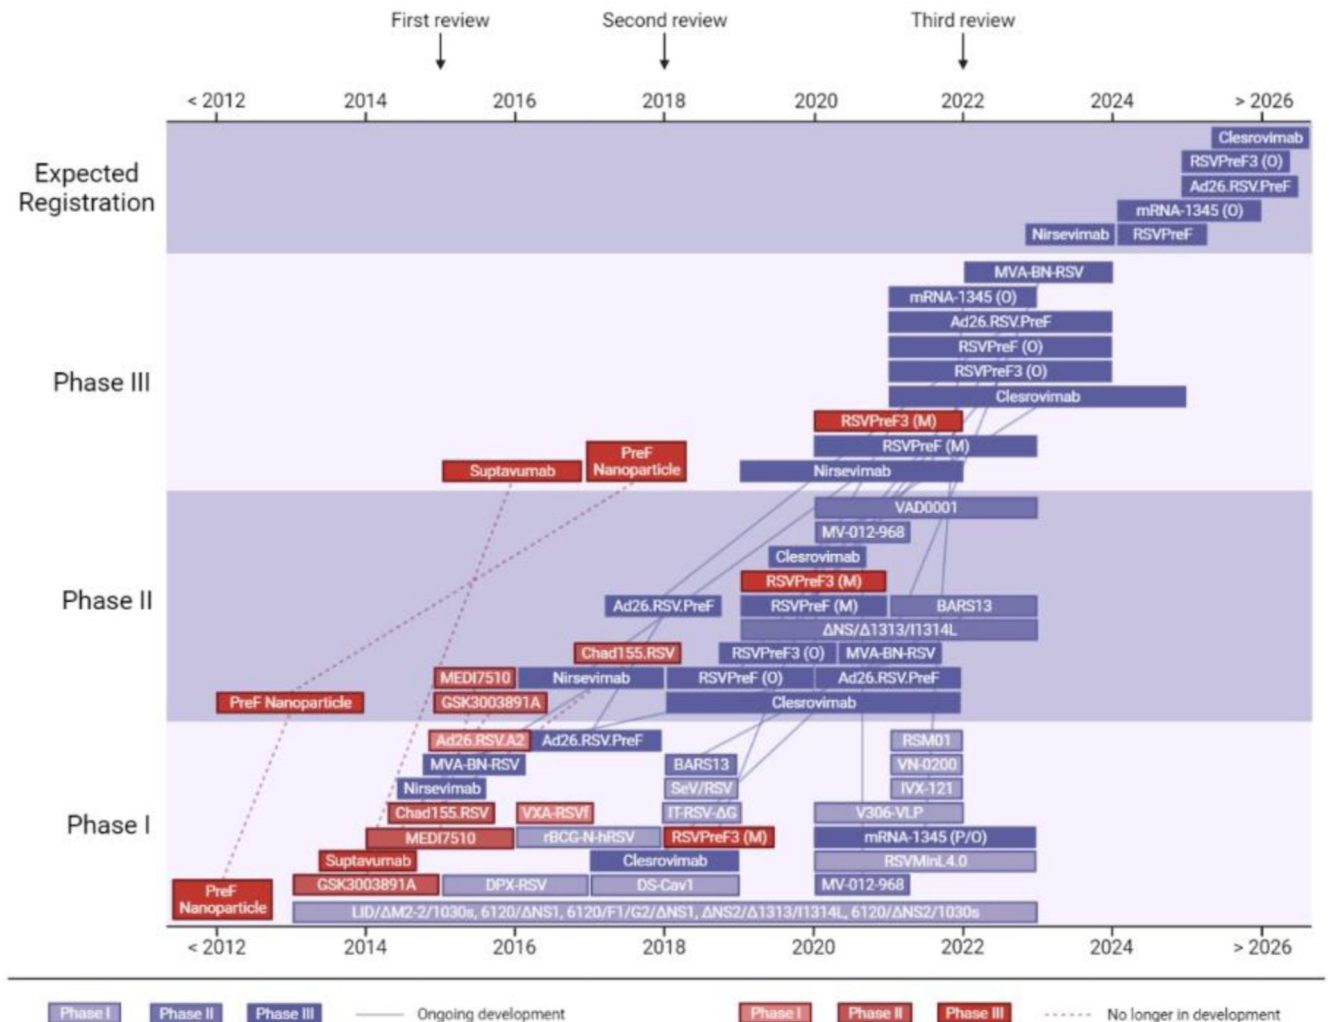 First review Second review Third review
< 2012 2014 2016 2018 2020 2022 2024 > 2026
Expected
Registration
Clesrovimab
RSVPreF3 (O)
Ad26.RSV.PreF
mRNA-1345 (O)
Nirsevimab RSVPreF
Phase III
MVA-BN-RSV
mRNA-1345 (O)
Ad26.RSV.PreF
RSVPreF (O)
RSVPreF3 (O)
Clesrovimab
RSVPreF3 (M)
RSVPreF (M)
Suptavumab
PreF
Nanoparticle
Nirsevimab
Phase II
VAD0001
MV-012-968
Clesrovimab
RSVPreF3 (M)
Ad26.RSV.PreF RSVPreF (M) BARS13
ΔNS/Δ1313/I1314L
Chad155.RSV RSVPreF3 (O) MVA-BN-RSV
MEDI7510 Nirsevimab RSVPreF (O) Ad26.RSV.PreF
PreF Nanoparticle GSK3003891A Clesrovimab
Phase I
Ad26.RSV.A2 Ad26.RSV.PreF RSM01
MVA-BN-RSV BARS13 VN-0200
Nirsevimab SeV/RSV IVX-121
Chad155.RSV VXA-RSVf IT-RSV-ΔG V306-VLP
MEDI7510 rBCG-N-hRSV RSVPreF3 (M) mRNA-1345 (P/O)
Suptavumab Clesrovimab RSVMinL4.0
PreF
Nanoparticle
GSK3003891A DPX-RSV DS-Cav1 MV-012-968
LID/ΔM2-2/1030s, 6120/ΔNS1, 6120/F1/G2/ΔNS1, ΔNS2/Δ1313/I1314L, 6120/ΔNS2/1030s
< 2012 2014 2016 2018 2020 2022 2024 > 2026
Phase I Phase II Phase III Ongoing development Phase I Phase II Phase III No longer in development